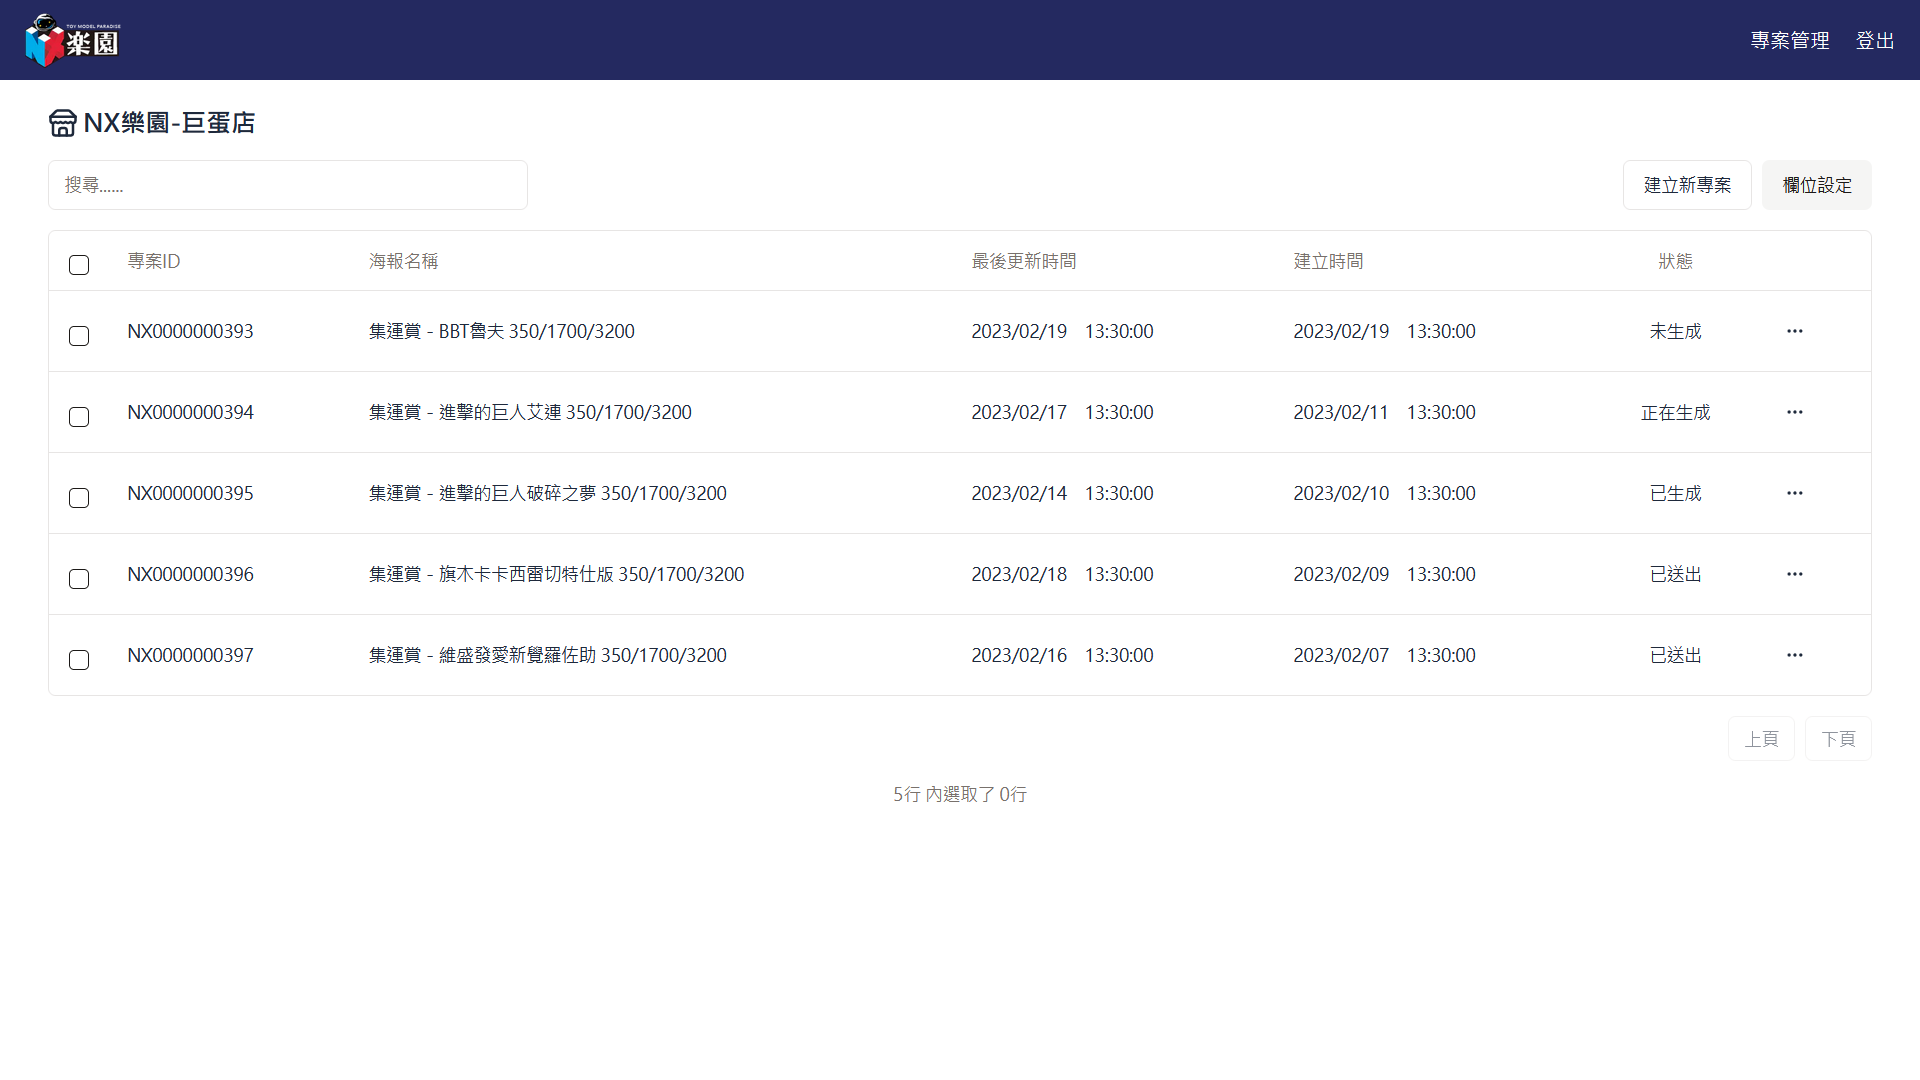 TOY MODEL PARADISE
NX楽園
專案管理 登出
NX樂園-巨蛋店
搜尋......
建立新專案 欄位設定
專案ID 海報名稱 最後更新時間 建立時間 狀態
NX0000000393 集運賞 - BBT魯夫 350/1700/3200 2023/02/19 13:30:00 2023/02/19 13:30:00 未生成 ···
NX0000000394 集運賞 - 進擊的巨人艾連 350/1700/3200 2023/02/17 13:30:00 2023/02/11 13:30:00 正在生成 ···
NX0000000395 集運賞 - 進擊的巨人破碎之夢 350/1700/3200 2023/02/14 13:30:00 2023/02/10 13:30:00 已生成 ···
NX0000000396 集運賞 - 旗木卡卡西雷切特仕版 350/1700/3200 2023/02/18 13:30:00 2023/02/09 13:30:00 已送出 ···
NX0000000397 集運賞 - 維盛發愛新覺羅佐助 350/1700/3200 2023/02/16 13:30:00 2023/02/07 13:30:00 已送出 ···
上頁 下頁
5行 內選取了 0行